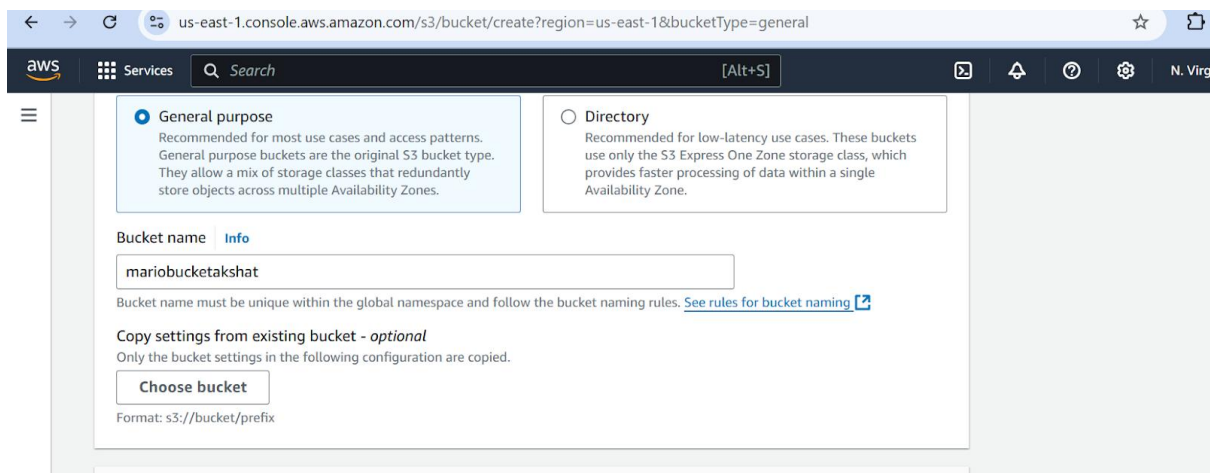 us-east-1.console.aws.amazon.com/s3/bucket/create?region=us-east-1&bucketType=general
aws
Services
Search
[Alt+S]
N. Virg
General purpose
Recommended for most use cases and access patterns.
General purpose buckets are the original S3 bucket type.
They allow a mix of storage classes that redundantly
store objects across multiple Availability Zones.
Directory
Recommended for low-latency use cases. These buckets
use only the S3 Express One Zone storage class, which
provides faster processing of data within a single
Availability Zone.
Bucket name Info
mariobucketakshat
Bucket name must be unique within the global namespace and follow the bucket naming rules. See rules for bucket naming
Copy settings from existing bucket - optional
Only the bucket settings in the following configuration are copied.
Choose bucket
Format: s3://bucket/prefix